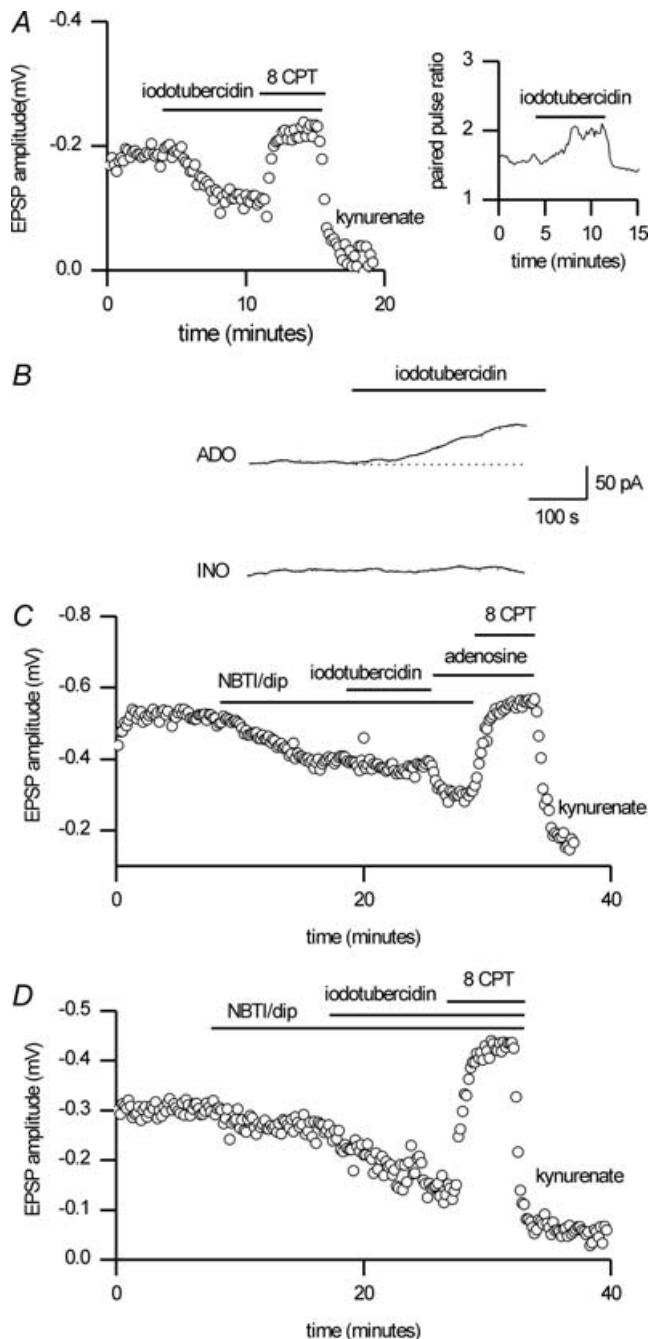 A
-0.4
-0.2
0.0
EPSP amplitude(mV)
8 CPT
iodotubercidin
kynurenate
0
10
20
time (minutes)
3
2
1
paired pulse ratio
iodotubercidin
0
5
10
15
time (minutes)
B
iodotubercidin
ADO
50 pA
100 s
INO
C
-0.8
-0.6
-0.4
-0.2
EPSP amplitude (mV)
8 CPT
adenosine
iodotubercidin
NBTI/dip
kynurenate
0
20
40
time (minutes)
D
-0.5
-0.4
-0.3
-0.2
-0.1
0.0
EPSP amplitude (mV)
8 CPT
iodotubercidin
NBTI/dip
kynurenate
0
20
40
time (minutes)